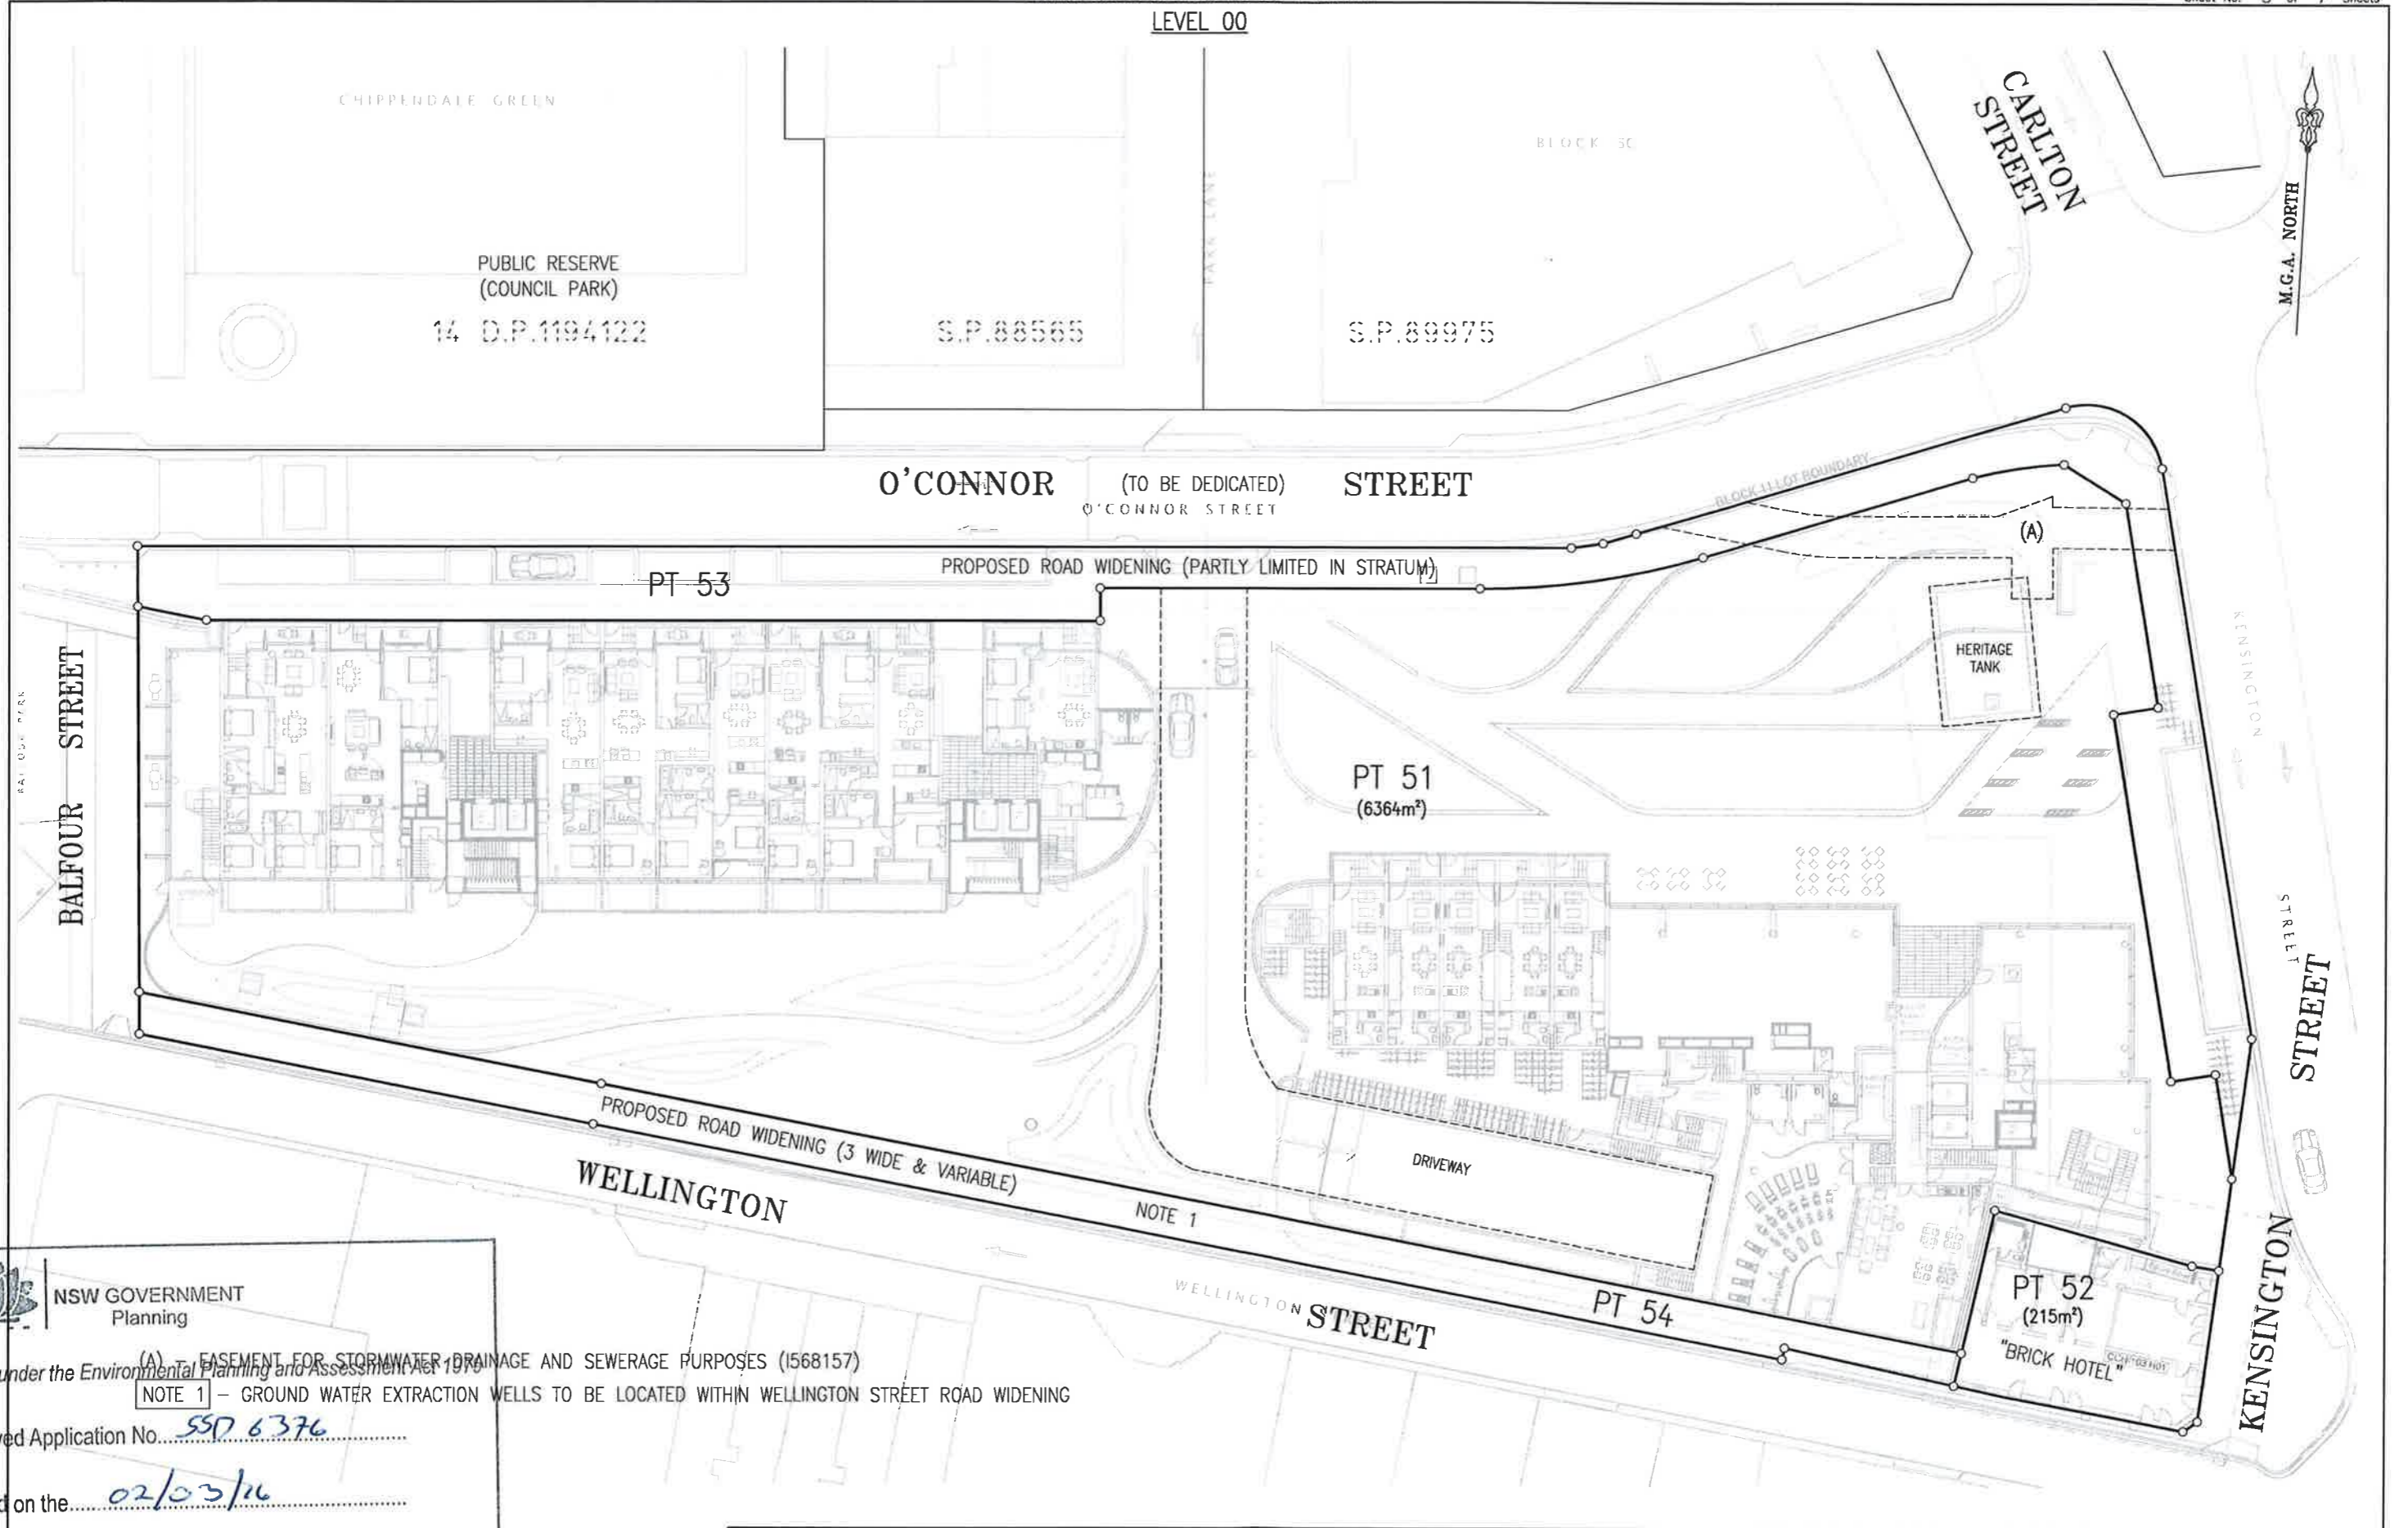 LEVEL 00
CHIPPENDALE GREEN
PUBLIC RESERVE
(COUNCIL PARK)
14 D.P.1194122
S.P.88565
PARK LANE
S.P.89975
CARLTON
STREET
M.G.A. NORTH
O'CONNOR (TO BE DEDICATED) STREET
O'CONNOR STREET
BLOCK 11 LOT BOUNDARY
(A)
PROPOSED ROAD WIDENING (PARTLY LIMITED IN STRATUM)
PT 53
HERITAGE
TANK
KENSINGTON
STREET
BALFOUR STREET
PT 51
(6364m²)
DRIVEWAY
PROPOSED ROAD WIDENING (3 WIDE & VARIABLE)
NOTE 1
WELLINGTON STREET
WELLINGTON
PT 54
PT 52
(215m²)
"BRICK HOTEL"
KENSINGTON STREET
NSW GOVERNMENT
Planning
under the Environmental Planning and Assessment Act 1979
(A) - EASEMENT FOR STORMWATER DRAINAGE AND SEWERAGE PURPOSES (I568157)
NOTE 1 - GROUND WATER EXTRACTION WELLS TO BE LOCATED WITHIN WELLINGTON STREET ROAD WIDENING
ed Application No. SSD 6376
on the 02/03/16